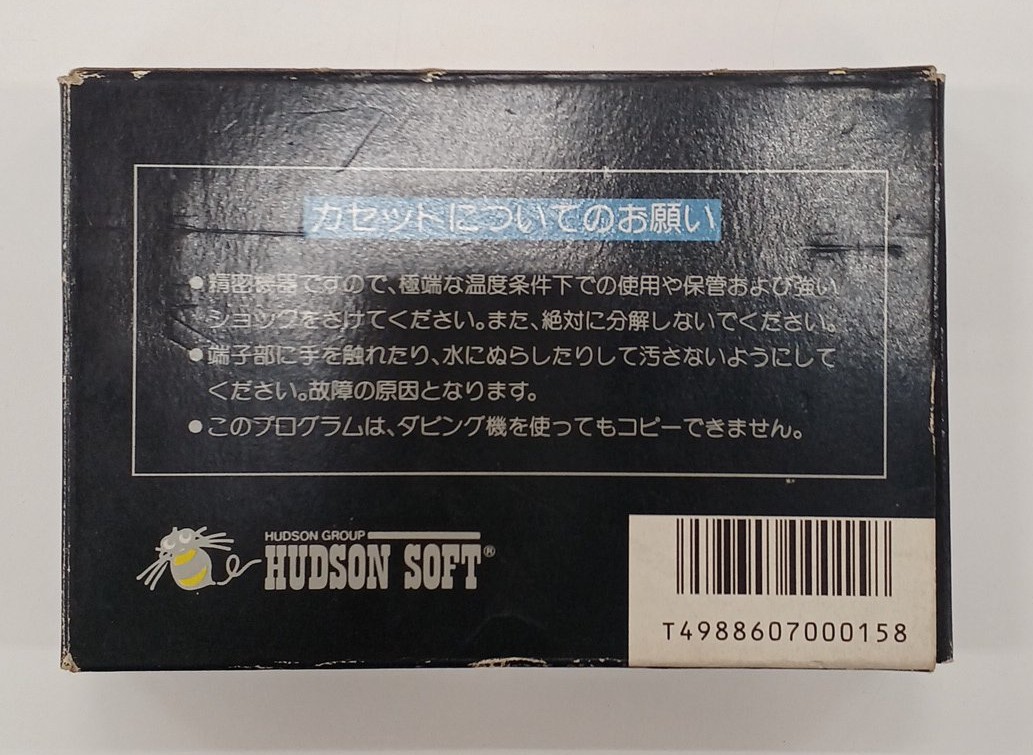 カセットについてのお願い
●精密機器ですので、極端な温度条件下での使用や保管および強い
ショックをさけてください。また、絶対に分解しないでください。
●端子部に手を触れたり、水にぬらしたりして汚さないようにして
ください。故障の原因となります。
●このプログラムは、ダビング機を使ってもコピーできません。
HUDSON GROUP
HUDSON SOFT®
T4988607000158